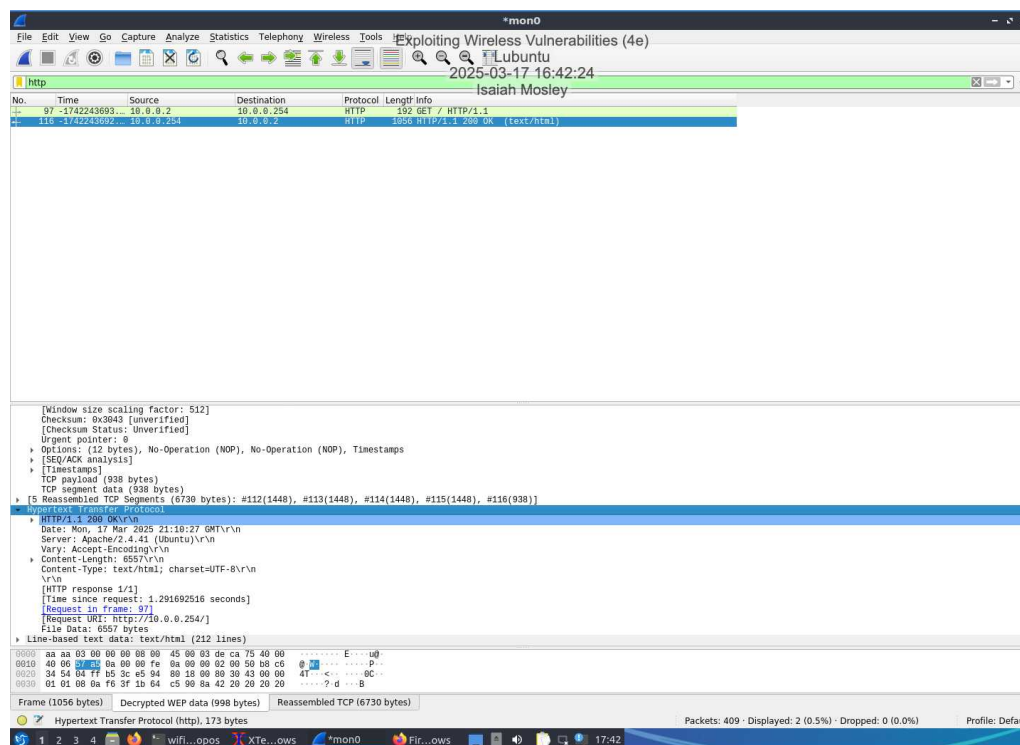 *mon0
File Edit View Go Capture Analyze Statistics Telephony Wireless Tools
Exploiting Wireless Vulnerabilities (4e)
Lubuntu
2025-03-17 16:42:24
Isaiah Mosley
http
No. Time Source Destination Protocol Length Info
97 -1742243693... 10.0.0.2 10.0.0.254 HTTP 192 GET / HTTP/1.1
116 -1742243692... 10.0.0.254 10.0.0.2 HTTP 1056 HTTP/1.1 200 OK (text/html)
[Window size scaling factor: 512]
Checksum: 0x3043 [unverified]
[Checksum Status: Unverified]
Urgent pointer: 0
Options: (12 bytes), No-Operation (NOP), No-Operation (NOP), Timestamps
[SEQ/ACK analysis]
[Timestamps]
TCP payload (938 bytes)
TCP segment data (938 bytes)
[5 Reassembled TCP Segments (6730 bytes): #112(1448), #113(1448), #114(1448), #115(1448), #116(938)]
Hypertext Transfer Protocol
HTTP/1.1 200 OK\r\n
Date: Mon, 17 Mar 2025 21:10:27 GMT\r\n
Server: Apache/2.4.41 (Ubuntu)\r\n
Vary: Accept-Encoding\r\n
Content-Length: 6557\r\n
Content-Type: text/html; charset=UTF-8\r\n
\r\n
[HTTP response 1/1]
[Time since request: 1.291692516 seconds]
[Request in frame: 97]
[Request URI: http://10.0.0.254/]
File Data: 6557 bytes
Line-based text data: text/html (212 lines)
0000 aa aa 03 00 00 00 08 00 45 00 03 de ca 75 40 00 ········ E····u@·
0010 40 06 57 a5 0a 00 00 fe 0a 00 00 02 00 50 b8 c6 @·W····· ·····P··
0020 34 54 04 ff b5 3c e5 94 80 18 00 80 30 43 00 00 4T···<·· ····0C··
0030 01 01 08 0a f6 3f 1b 64 c5 90 8a 42 20 20 20 20 ·····?·d ···B
Frame (1056 bytes) Decrypted WEP data (998 bytes) Reassembled TCP (6730 bytes)
Hypertext Transfer Protocol (http), 173 bytes Packets: 409 · Displayed: 2 (0.5%) · Dropped: 0 (0.0%) Profile: Defa
1 2 3 4 wifi...opos XTe...ows *mon0 Fir...ows 17:42